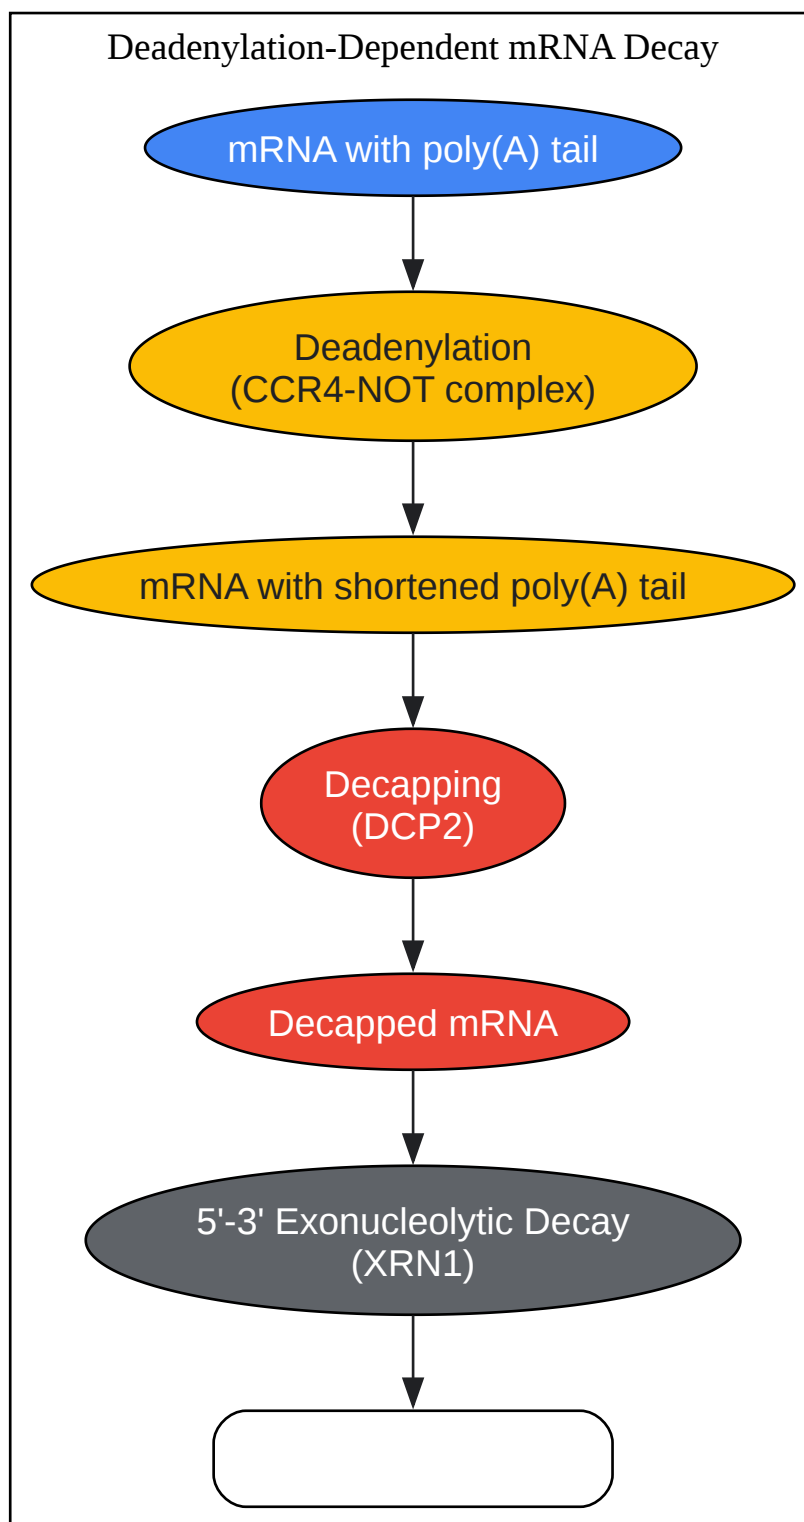 Deadenylation-Dependent mRNA Decay
mRNA with poly(A) tail
Deadenylation
(CCR4-NOT complex)
mRNA with shortened poly(A) tail
Decapping
(DCP2)
Decapped mRNA
5'-3' Exonucleolytic Decay
(XRN1)